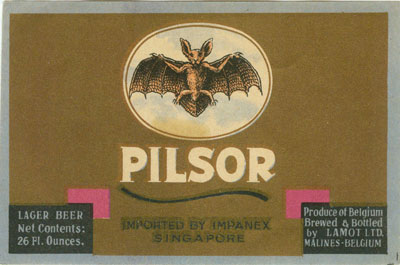 PILSOR
LAGER BEER
Net Contents:
26 Fl. Ounces.
IMPORTED BY IMPANEX
SINGAPORE
Produce of Belgium
Brewed & Bottled
by LAMOT LTD.
MALINES-BELGIUM